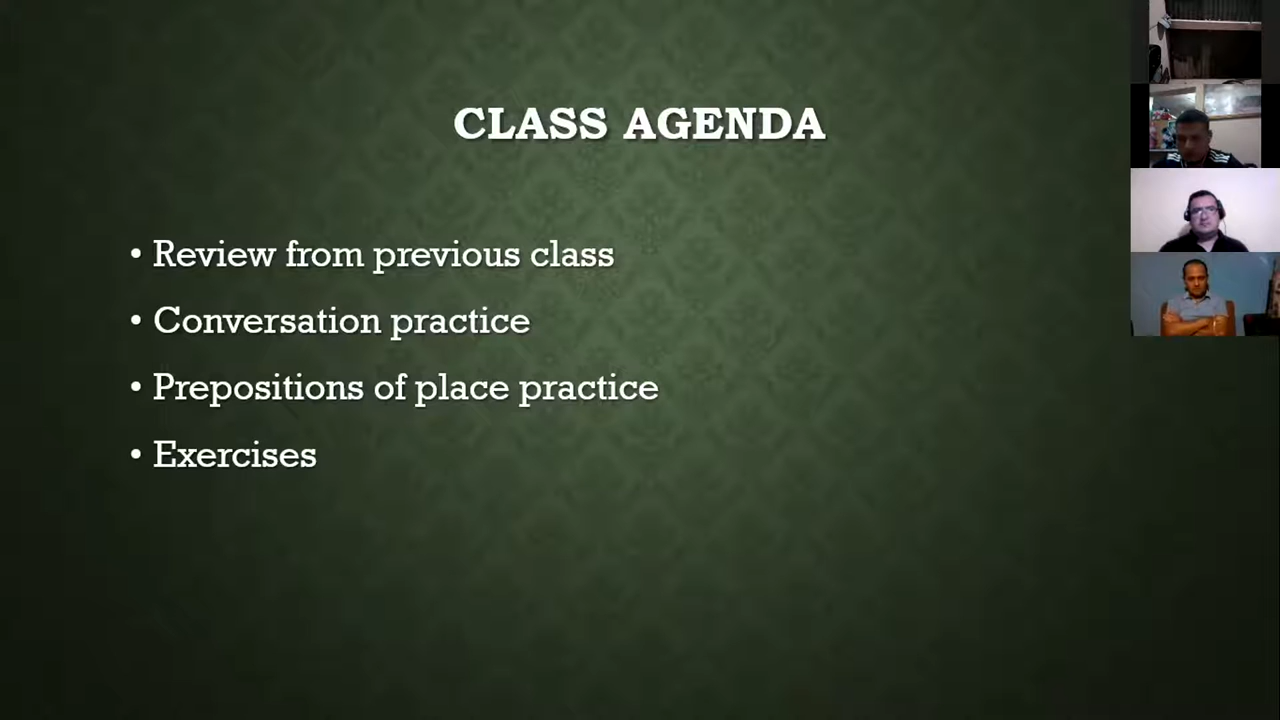 CLASS AGENDA
• Review from previous class
• Conversation practice
• Prepositions of place practice
• Exercises